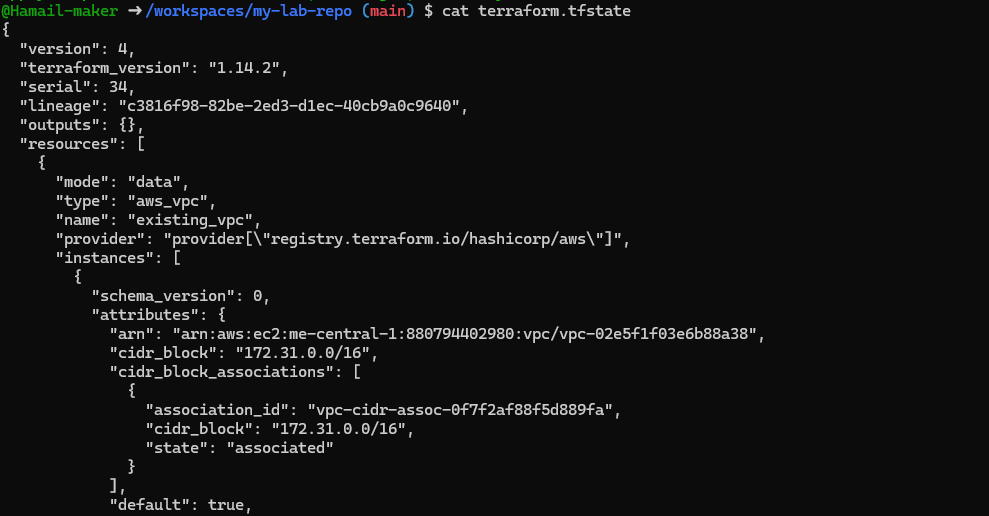 @Hamail-maker ➜/workspaces/my-lab-repo (main) $ cat terraform.tfstate
{
  "version": 4,
  "terraform_version": "1.14.2",
  "serial": 34,
  "lineage": "c3816f98-82be-2ed3-d1ec-40cb9a0c9640",
  "outputs": {},
  "resources": [
    {
      "mode": "data",
      "type": "aws_vpc",
      "name": "existing_vpc",
      "provider": "provider[\"registry.terraform.io/hashicorp/aws\"]",
      "instances": [
        {
          "schema_version": 0,
          "attributes": {
            "arn": "arn:aws:ec2:me-central-1:880794402980:vpc/vpc-02e5f1f03e6b88a38",
            "cidr_block": "172.31.0.0/16",
            "cidr_block_associations": [
              {
                "association_id": "vpc-cidr-assoc-0f7f2af88f5d889fa",
                "cidr_block": "172.31.0.0/16",
                "state": "associated"
              }
            ],
            "default": true,